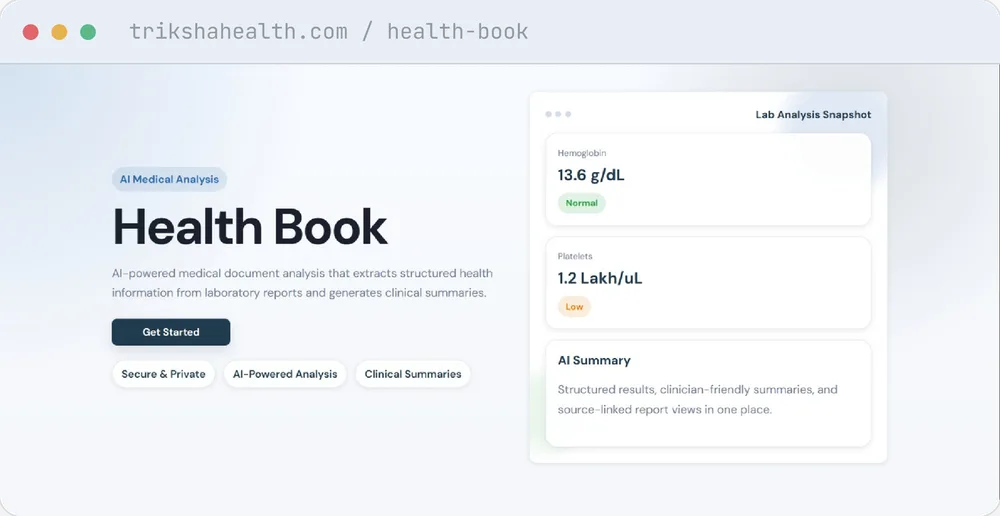 trikshahealth.com / health-book
AI Medical Analysis
Health Book
AI-powered medical document analysis that extracts structured health
information from laboratory reports and generates clinical summaries.
Get Started
Secure & Private
AI-Powered Analysis
Clinical Summaries
Lab Analysis Snapshot
Hemoglobin
13.6 g/dL
Normal
Platelets
1.2 Lakh/uL
Low
AI Summary
Structured results, clinician-friendly summaries, and
source-linked report views in one place.